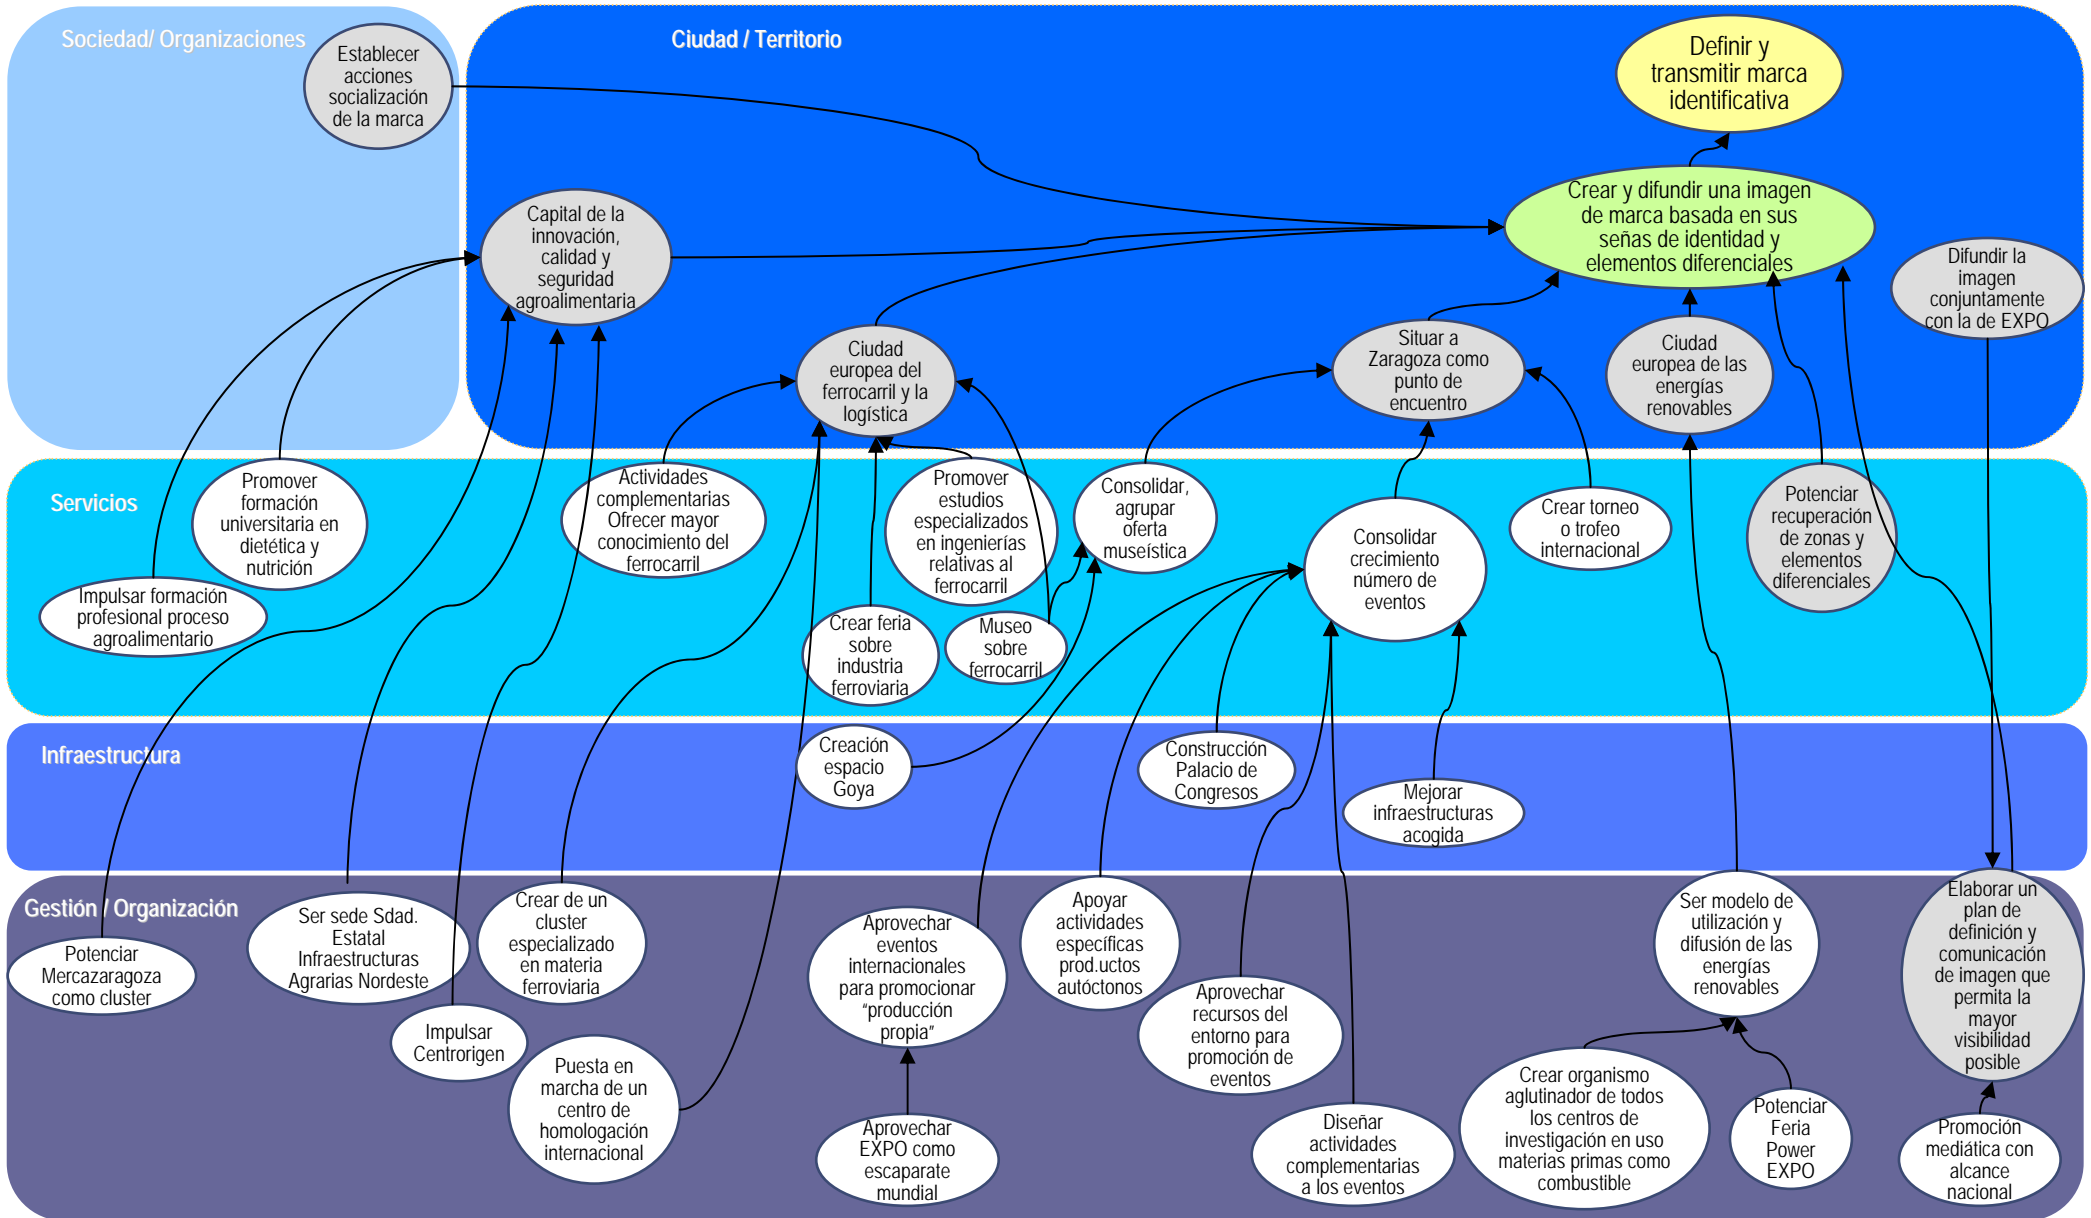 Sociedad/ Organizaciones
Ciudad / Territorio
Establecer
acciones
socialización
de la marca
Definir y
transmitir marca
identificativa
Capital de la
innovación,
calidad y
seguridad
agroalimentaria
Crear y difundir una imagen
de marca basada en sus
señas de identidad y
elementos diferenciales
Difundir la
imagen
conjuntamente
con la de EXPO
Ciudad
europea del
ferrocarril y la
logística
Situar a
Zaragoza como
punto de
encuentro
Ciudad
europea de las
energías
renovables
Servicios
Promover
formación
universitaria en
dietética y
nutrición
Impulsar formación
profesional proceso
agroalimentario
Actividades
complementarias
Ofrecer mayor
conocimiento del
ferrocarril
Promover
estudios
especializados
en ingenierías
relativas al
ferrocarril
Consolidar,
agrupar
oferta
museística
Consolidar
crecimiento
número de
eventos
Crear torneo
o trofeo
internacional
Potenciar
recuperación
de zonas y
elementos
diferenciales
Crear feria
sobre
industria
ferroviaria
Museo
sobre
ferrocarril
Infraestructura
Creación
espacio
Goya
Construcción
Palacio de
Congresos
Mejorar
infraestructuras
acogida
Gestión / Organización
Potenciar
Mercazaragoza
como cluster
Ser sede Sdad.
Estatal
Infraestructuras
Agrarias Nordeste
Impulsar
Centrorigen
Crear de un
cluster
especializado
en materia
ferroviaria
Puesta en
marcha de un
centro de
homologación
internacional
Aprovechar
eventos
internacionales
para promocionar
“producción
propia”
Aprovechar
EXPO como
escaparate
mundial
Apoyar
actividades
específicas
prod.uctos
autóctonos
Aprovechar
recursos del
entorno para
promoción de
eventos
Diseñar
actividades
complementarias
a los eventos
Ser modelo de
utilización y
difusión de las
energías
renovables
Crear organismo
aglutinador de todos
los centros de
investigación en uso
materias primas como
combustible
Potenciar
Feria
Power
EXPO
Elaborar un
plan de
definición y
comunicación
de imagen que
permita la
mayor
visibilidad
posible
Promoción
mediática con
alcance
nacional